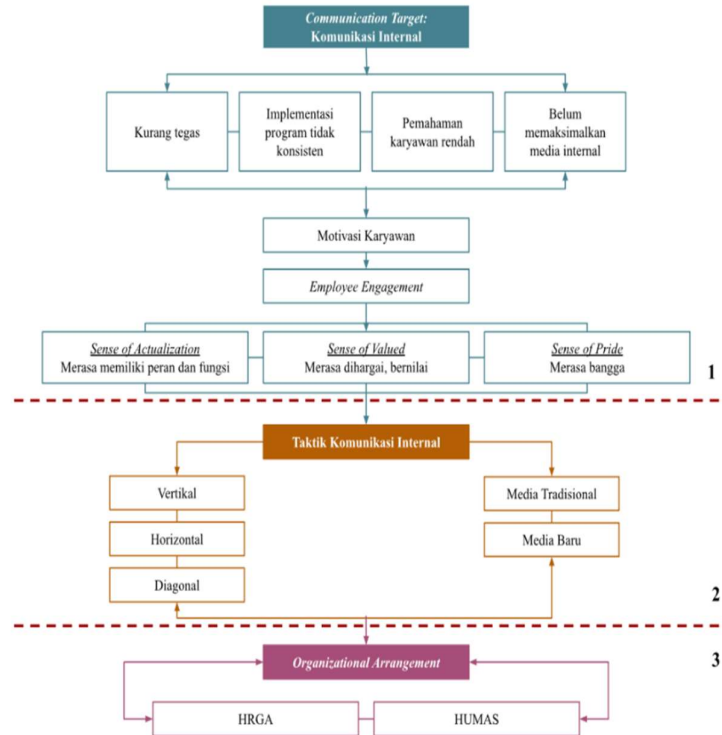 Communication Target:
Komunikasi Internal
Kurang tegas
Implementasi
program tidak
konsisten
Pemahaman
karyawan rendah
Belum
memaksimalkan
media internal
Motivasi Karyawan
Employee Engagement
Sense of Actualization
Merasa memiliki peran dan fungsi
Sense of Valued
Merasa dihargai, bernilai
Sense of Pride
Merasa bangga
1
Taktik Komunikasi Internal
Vertikal
Horizontal
Diagonal
Media Tradisional
Media Baru
2
3
Organizational Arrangement
HRGA
HUMAS